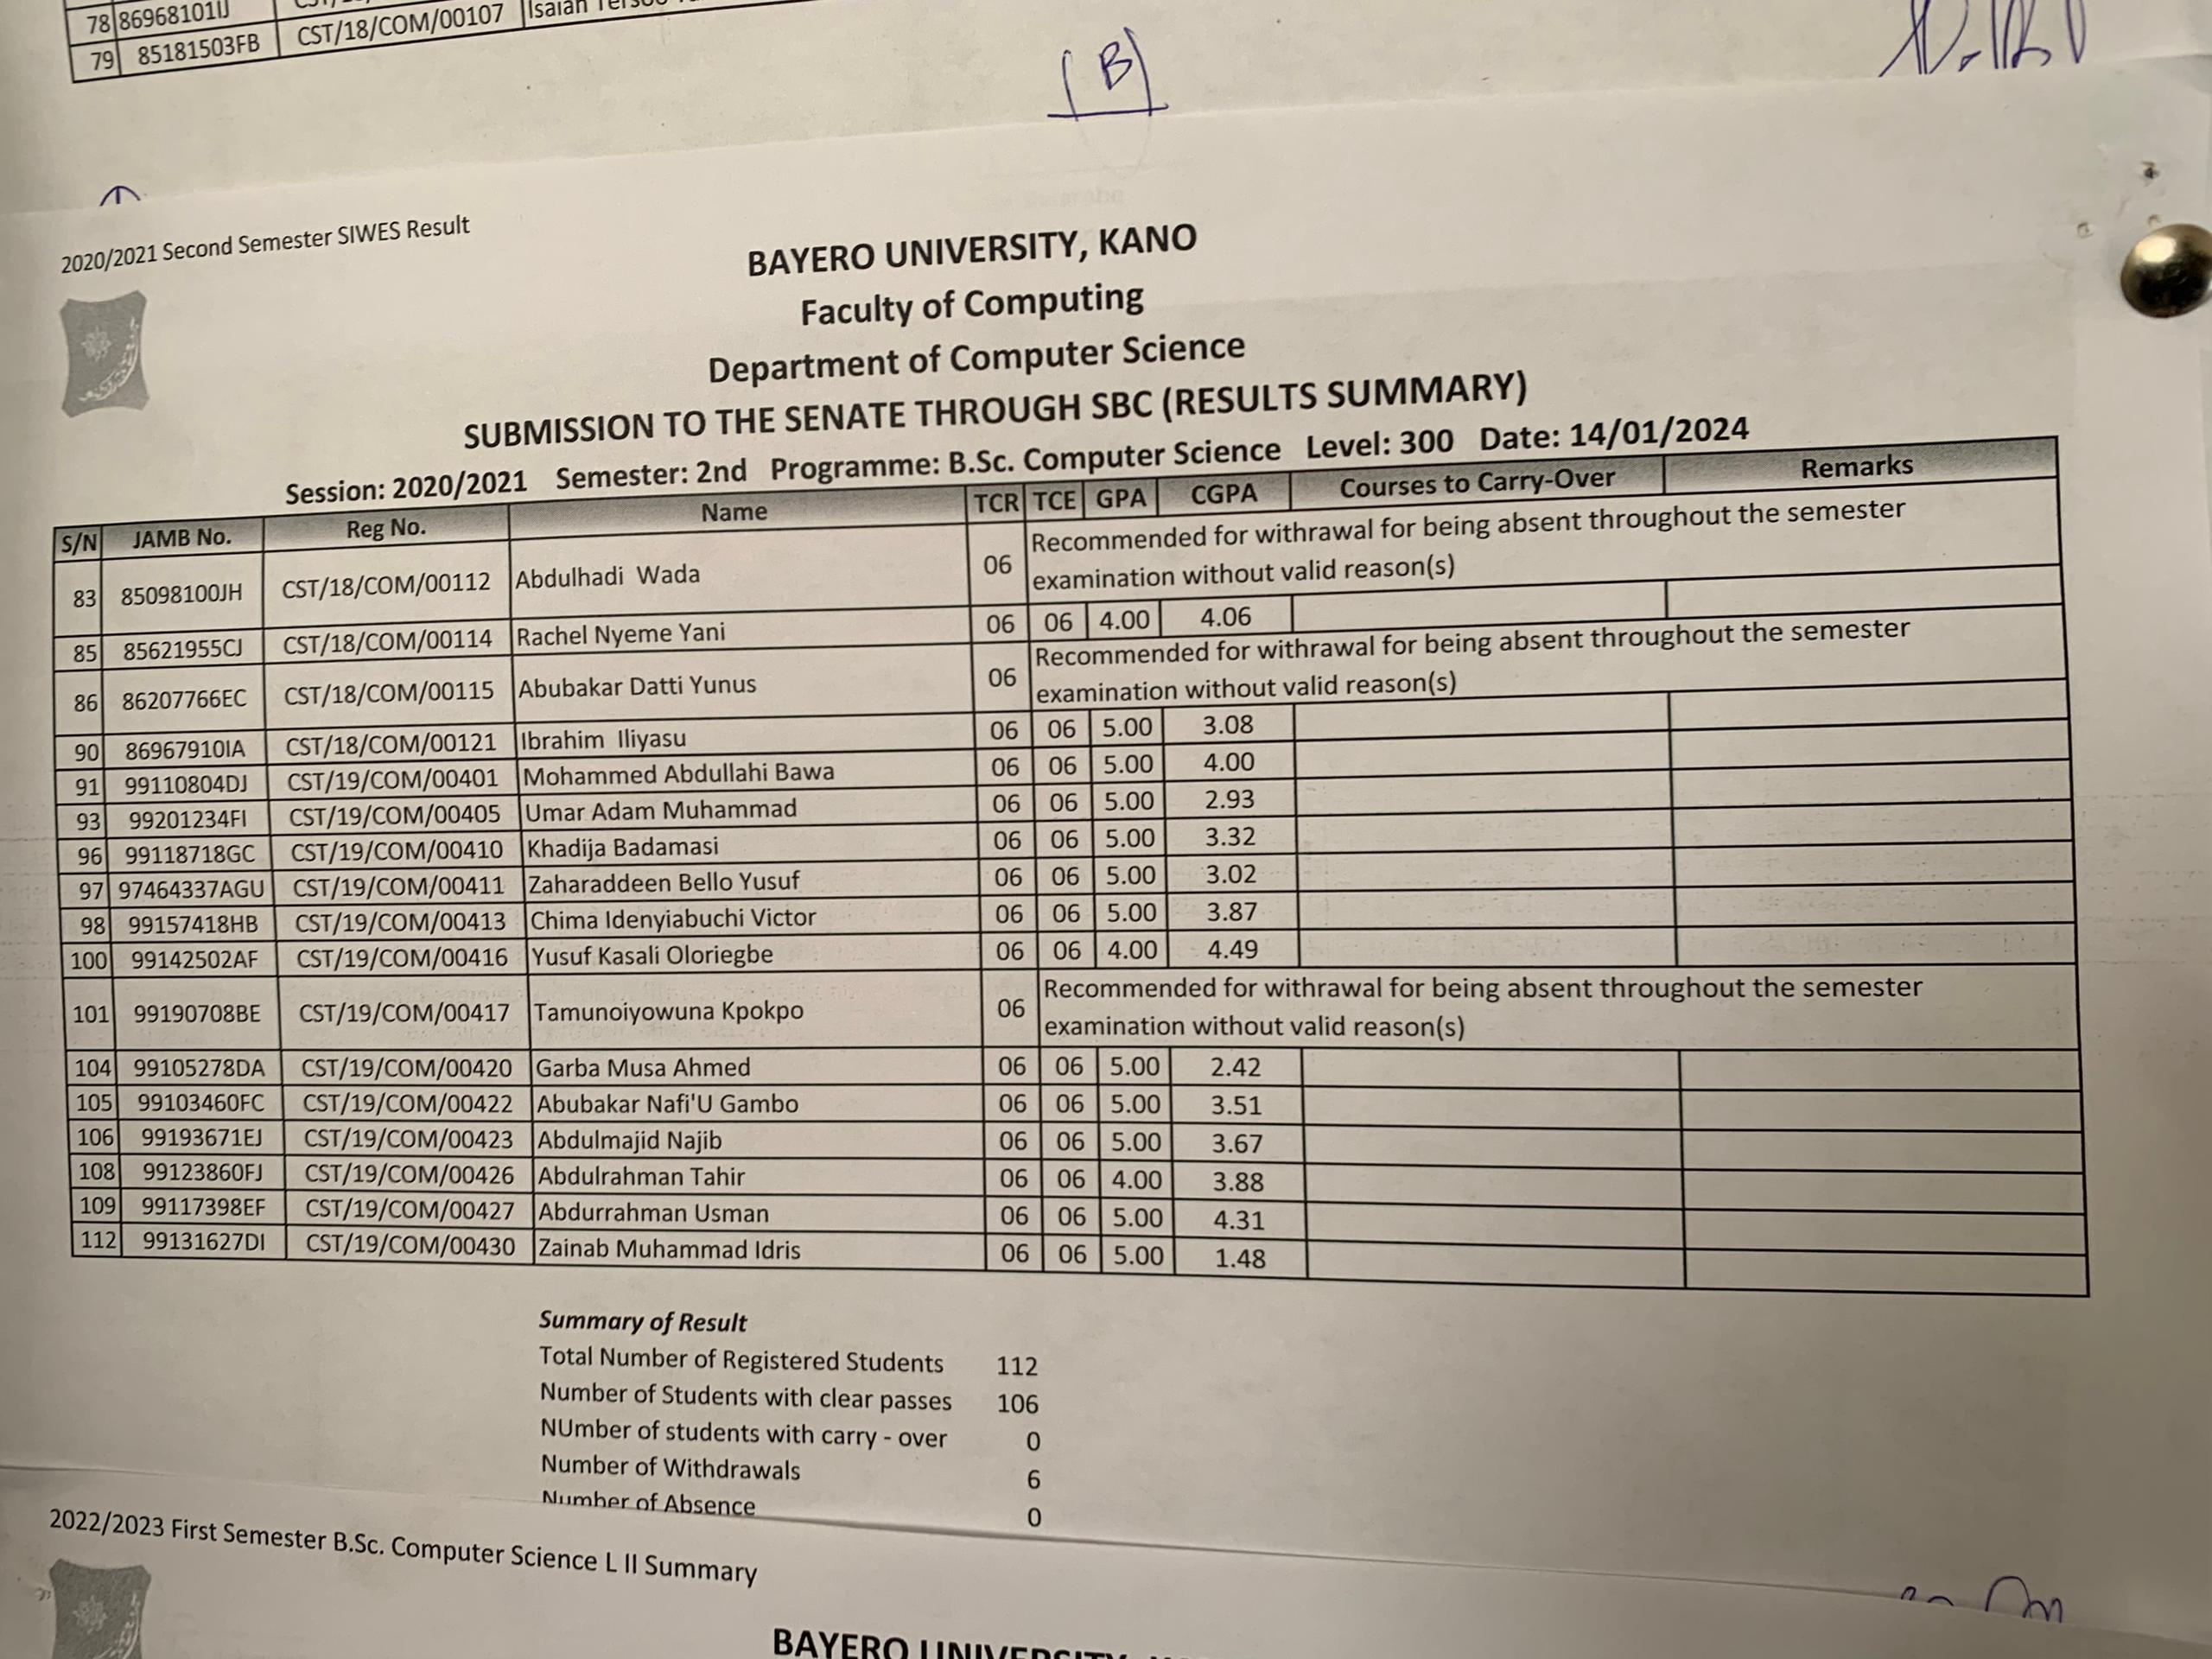 78 86968101IJ
79 85181503FB CST/18/COM/00107 Isaiah
(B)
2020/2021 Second Semester SIWES Result
BAYERO UNIVERSITY, KANO
Faculty of Computing
Department of Computer Science
SUBMISSION TO THE SENATE THROUGH SBC (RESULTS SUMMARY)
Session: 2020/2021 Semester: 2nd Programme: B.Sc. Computer Science Level: 300 Date: 14/01/2024
S/N JAMB No. Reg No. Name TCR TCE GPA CGPA Courses to Carry-Over Remarks
83 85098100JH CST/18/COM/00112 Abdulhadi Wada 06 Recommended for withrawal for being absent throughout the semester
examination without valid reason(s)
85 85621955CJ CST/18/COM/00114 Rachel Nyeme Yani 06 06 4.00 4.06
86 86207766EC CST/18/COM/00115 Abubakar Datti Yunus 06 Recommended for withrawal for being absent throughout the semester
examination without valid reason(s)
90 86967910IA CST/18/COM/00121 Ibrahim Iliyasu 06 06 5.00 3.08
91 99110804DJ CST/19/COM/00401 Mohammed Abdullahi Bawa 06 06 5.00 4.00
93 99201234FI CST/19/COM/00405 Umar Adam Muhammad 06 06 5.00 2.93
96 99118718GC CST/19/COM/00410 Khadija Badamasi 06 06 5.00 3.32
97 97464337AGU CST/19/COM/00411 Zaharaddeen Bello Yusuf 06 06 5.00 3.02
98 99157418HB CST/19/COM/00413 Chima Idenyiabuchi Victor 06 06 5.00 3.87
100 99142502AF CST/19/COM/00416 Yusuf Kasali Oloriegbe 06 06 4.00 4.49
101 99190708BE CST/19/COM/00417 Tamunoiyowuna Kpokpo 06 Recommended for withrawal for being absent throughout the semester
examination without valid reason(s)
104 99105278DA CST/19/COM/00420 Garba Musa Ahmed 06 06 5.00 2.42
105 99103460FC CST/19/COM/00422 Abubakar Nafi'U Gambo 06 06 5.00 3.51
106 99193671EJ CST/19/COM/00423 Abdulmajid Najib 06 06 5.00 3.67
108 99123860FJ CST/19/COM/00426 Abdulrahman Tahir 06 06 4.00 3.88
109 99117398EF CST/19/COM/00427 Abdurrahman Usman 06 06 5.00 4.31
112 99131627DI CST/19/COM/00430 Zainab Muhammad Idris 06 06 5.00 1.48
Summary of Result
Total Number of Registered Students 112
Number of Students with clear passes 106
NUmber of students with carry - over 0
Number of Withdrawals 6
Number of Absence 0
2022/2023 First Semester B.Sc. Computer Science L II Summary
BAYERO UNIVERSITY,